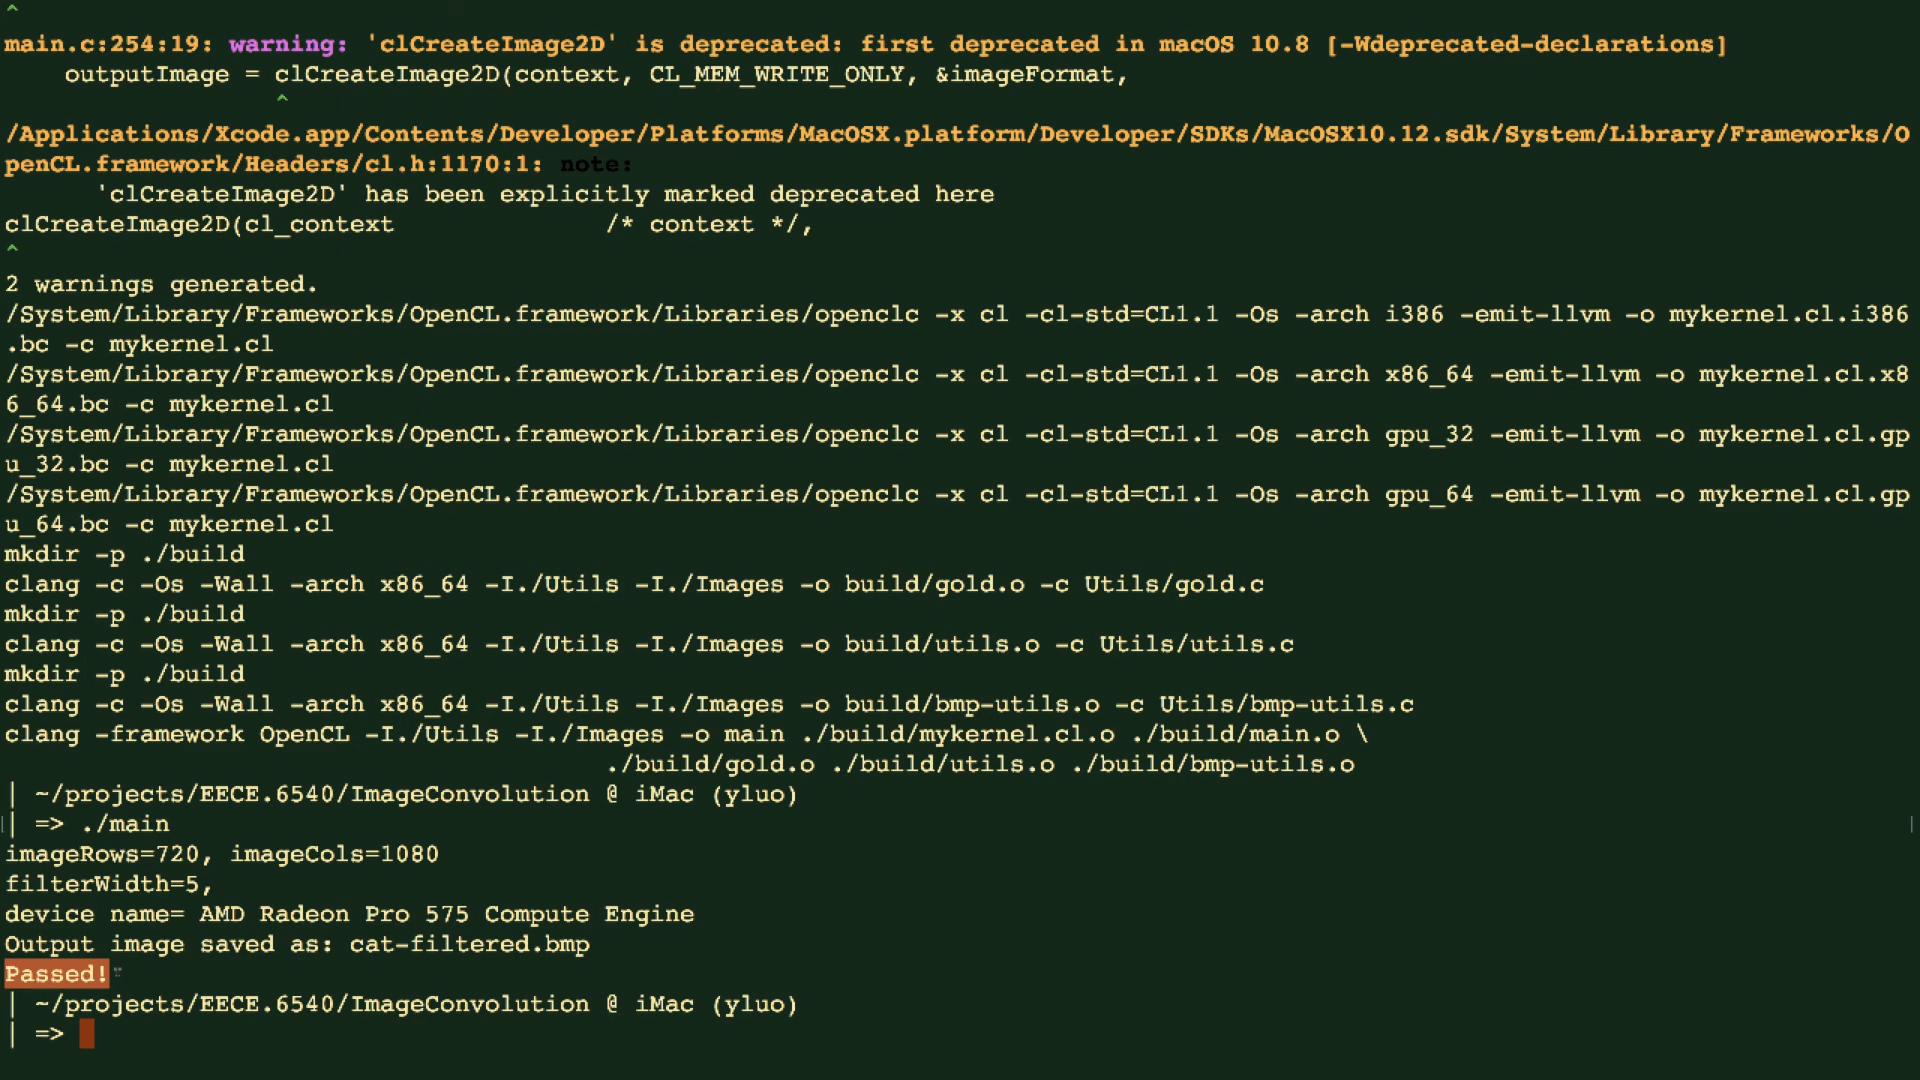 ^
main.c:254:19: warning: 'clCreateImage2D' is deprecated: first deprecated in macOS 10.8 [-Wdeprecated-declarations]
    outputImage = clCreateImage2D(context, CL_MEM_WRITE_ONLY, &imageFormat,
                  ^
/Applications/Xcode.app/Contents/Developer/Platforms/MacOSX.platform/Developer/SDKs/MacOSX10.12.sdk/System/Library/Frameworks/O
penCL.framework/Headers/cl.h:1170:1: note:
      'clCreateImage2D' has been explicitly marked deprecated here
clCreateImage2D(cl_context              /* context */,
^
2 warnings generated.
/System/Library/Frameworks/OpenCL.framework/Libraries/openclc -x cl -cl-std=CL1.1 -Os -arch i386 -emit-llvm -o mykernel.cl.i386
.bc -c mykernel.cl
/System/Library/Frameworks/OpenCL.framework/Libraries/openclc -x cl -cl-std=CL1.1 -Os -arch x86_64 -emit-llvm -o mykernel.cl.x8
6_64.bc -c mykernel.cl
/System/Library/Frameworks/OpenCL.framework/Libraries/openclc -x cl -cl-std=CL1.1 -Os -arch gpu_32 -emit-llvm -o mykernel.cl.gp
u_32.bc -c mykernel.cl
/System/Library/Frameworks/OpenCL.framework/Libraries/openclc -x cl -cl-std=CL1.1 -Os -arch gpu_64 -emit-llvm -o mykernel.cl.gp
u_64.bc -c mykernel.cl
mkdir -p ./build
clang -c -Os -Wall -arch x86_64 -I./Utils -I./Images -o build/gold.o -c Utils/gold.c
mkdir -p ./build
clang -c -Os -Wall -arch x86_64 -I./Utils -I./Images -o build/utils.o -c Utils/utils.c
mkdir -p ./build
clang -c -Os -Wall -arch x86_64 -I./Utils -I./Images -o build/bmp-utils.o -c Utils/bmp-utils.c
clang -framework OpenCL -I./Utils -I./Images -o main ./build/mykernel.cl.o ./build/main.o \
                                        ./build/gold.o ./build/utils.o ./build/bmp-utils.o
| ~/projects/EECE.6540/ImageConvolution @ iMac (yluo)
| => ./main
imageRows=720, imageCols=1080
filterWidth=5,
device name= AMD Radeon Pro 575 Compute Engine
Output image saved as: cat-filtered.bmp
Passed!
| ~/projects/EECE.6540/ImageConvolution @ iMac (yluo)
| =>